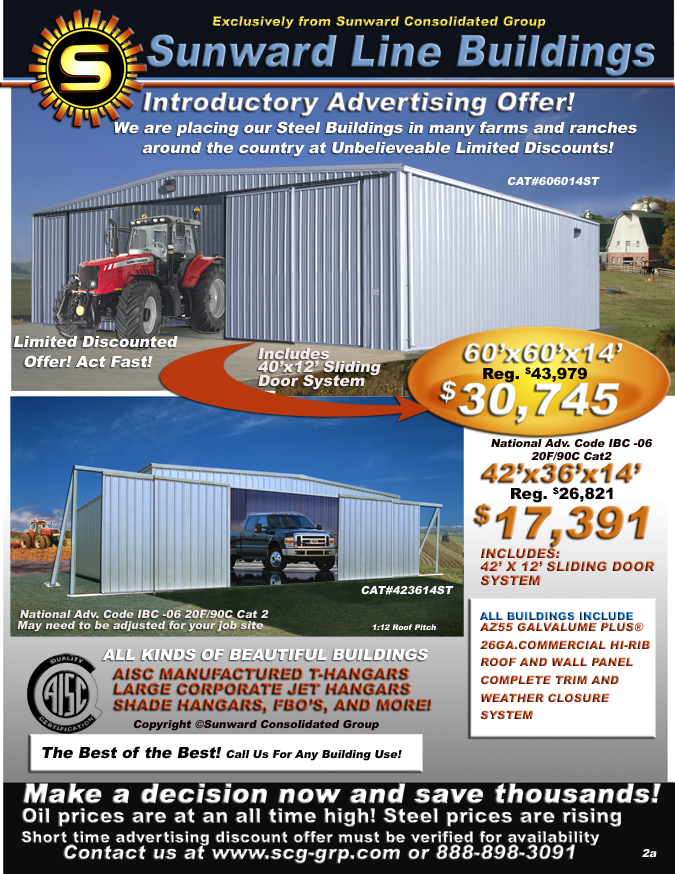 Exclusively from Sunward Consolidated Group
S
Sunward Line Buildings
Introductory Advertising Offer!
We are placing our Steel Buildings in many farms and ranches
around the country at Unbelieveable Limited Discounts!
CAT#606014ST
Limited Discounted
Offer! Act Fast!
Includes
40'x12' Sliding
Door System
60'x60'x14'
Reg. $43,979
$30,745
National Adv. Code IBC -06
20F/90C Cat2
42'x36'x14'
Reg. $26,821
$17,391
INCLUDES:
42' X 12' SLIDING DOOR
SYSTEM
CAT#423614ST
National Adv. Code IBC -06 20F/90C Cat 2
May need to be adjusted for your job site
1:12 Roof Pitch
ALL BUILDINGS INCLUDE
AZ55 GALVALUME PLUS®
26GA.COMMERCIAL HI-RIB
ROOF AND WALL PANEL
COMPLETE TRIM AND
WEATHER CLOSURE
SYSTEM
QUALITY
AISC
CERTIFICATION
ALL KINDS OF BEAUTIFUL BUILDINGS
AISC MANUFACTURED T-HANGARS
LARGE CORPORATE JET HANGARS
SHADE HANGARS, FBO'S, AND MORE!
Copyright ©Sunward Consolidated Group
The Best of the Best! Call Us For Any Building Use!
Make a decision now and save thousands!
Oil prices are at an all time high! Steel prices are rising
Short time advertising discount offer must be verified for availability
Contact us at www.scg-grp.com or 888-898-3091
2a